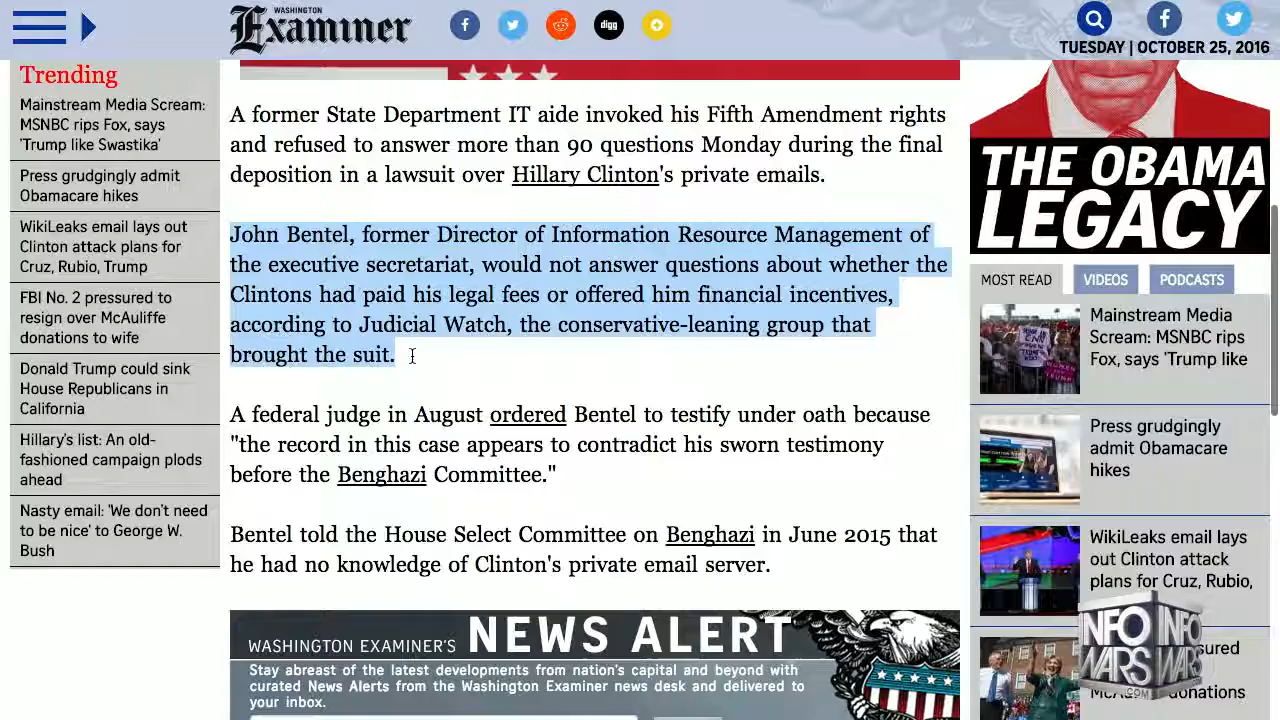 WASHINGTON
Examiner
digg
TUESDAY | OCTOBER 25, 2016
Trending
Mainstream Media Scream:
MSNBC rips Fox, says
'Trump like Swastika'
Press grudgingly admit
Obamacare hikes
WikiLeaks email lays out
Clinton attack plans for
Cruz, Rubio, Trump
FBI No. 2 pressured to
resign over McAuliffe
donations to wife
Donald Trump could sink
House Republicans in
California
Hillary's list: An old-
fashioned campaign plods
ahead
Nasty email: 'We don't need
to be nice' to George W.
Bush
A former State Department IT aide invoked his Fifth Amendment rights
and refused to answer more than 90 questions Monday during the final
deposition in a lawsuit over Hillary Clinton's private emails.
John Bentel, former Director of Information Resource Management of
the executive secretariat, would not answer questions about whether the
Clintons had paid his legal fees or offered him financial incentives,
according to Judicial Watch, the conservative-leaning group that
brought the suit.
A federal judge in August ordered Bentel to testify under oath because
"the record in this case appears to contradict his sworn testimony
before the Benghazi Committee."
Bentel told the House Select Committee on Benghazi in June 2015 that
he had no knowledge of Clinton's private email server.
WASHINGTON EXAMINER'S NEWS ALERT
Stay abreast of the latest developments from nation's capital and beyond with
curated News Alerts from the Washington Examiner news desk and delivered to
your inbox.
THE OBAMA
LEGACY
MOST READ
VIDEOS
PODCASTS
Mainstream Media
Scream: MSNBC rips
Fox, says 'Trump like
Press grudgingly
admit Obamacare
hikes
WikiLeaks email lays
out Clinton attack
plans for Cruz, Rubio,
donations
INFO
WARS
.COM